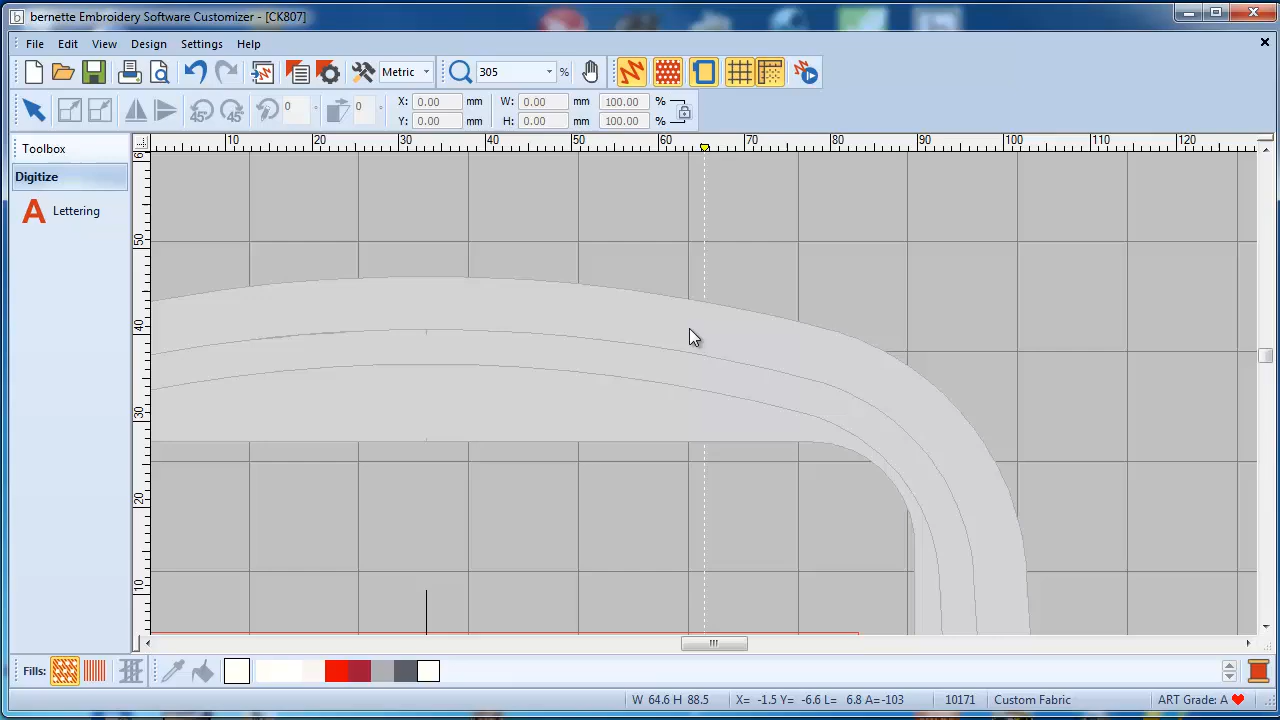 bernette Embroidery Software Customizer - [CK807]
File Edit View Design Settings Help
Metric 305 %
45° 45° 0 ° 0 ° X: 0.00 mm W: 0.00 mm 100.00 %
Y: 0.00 mm H: 0.00 mm 100.00 %
Toolbox
Digitize
A Lettering
10 20 30 40 50 60 70 80 90 100 110 120
6
50
40
30
20
10
Fills:
W 64.6 H 88.5 X= -1.5 Y= -6.6 L= 6.8 A=-103 10171 Custom Fabric ART Grade: A